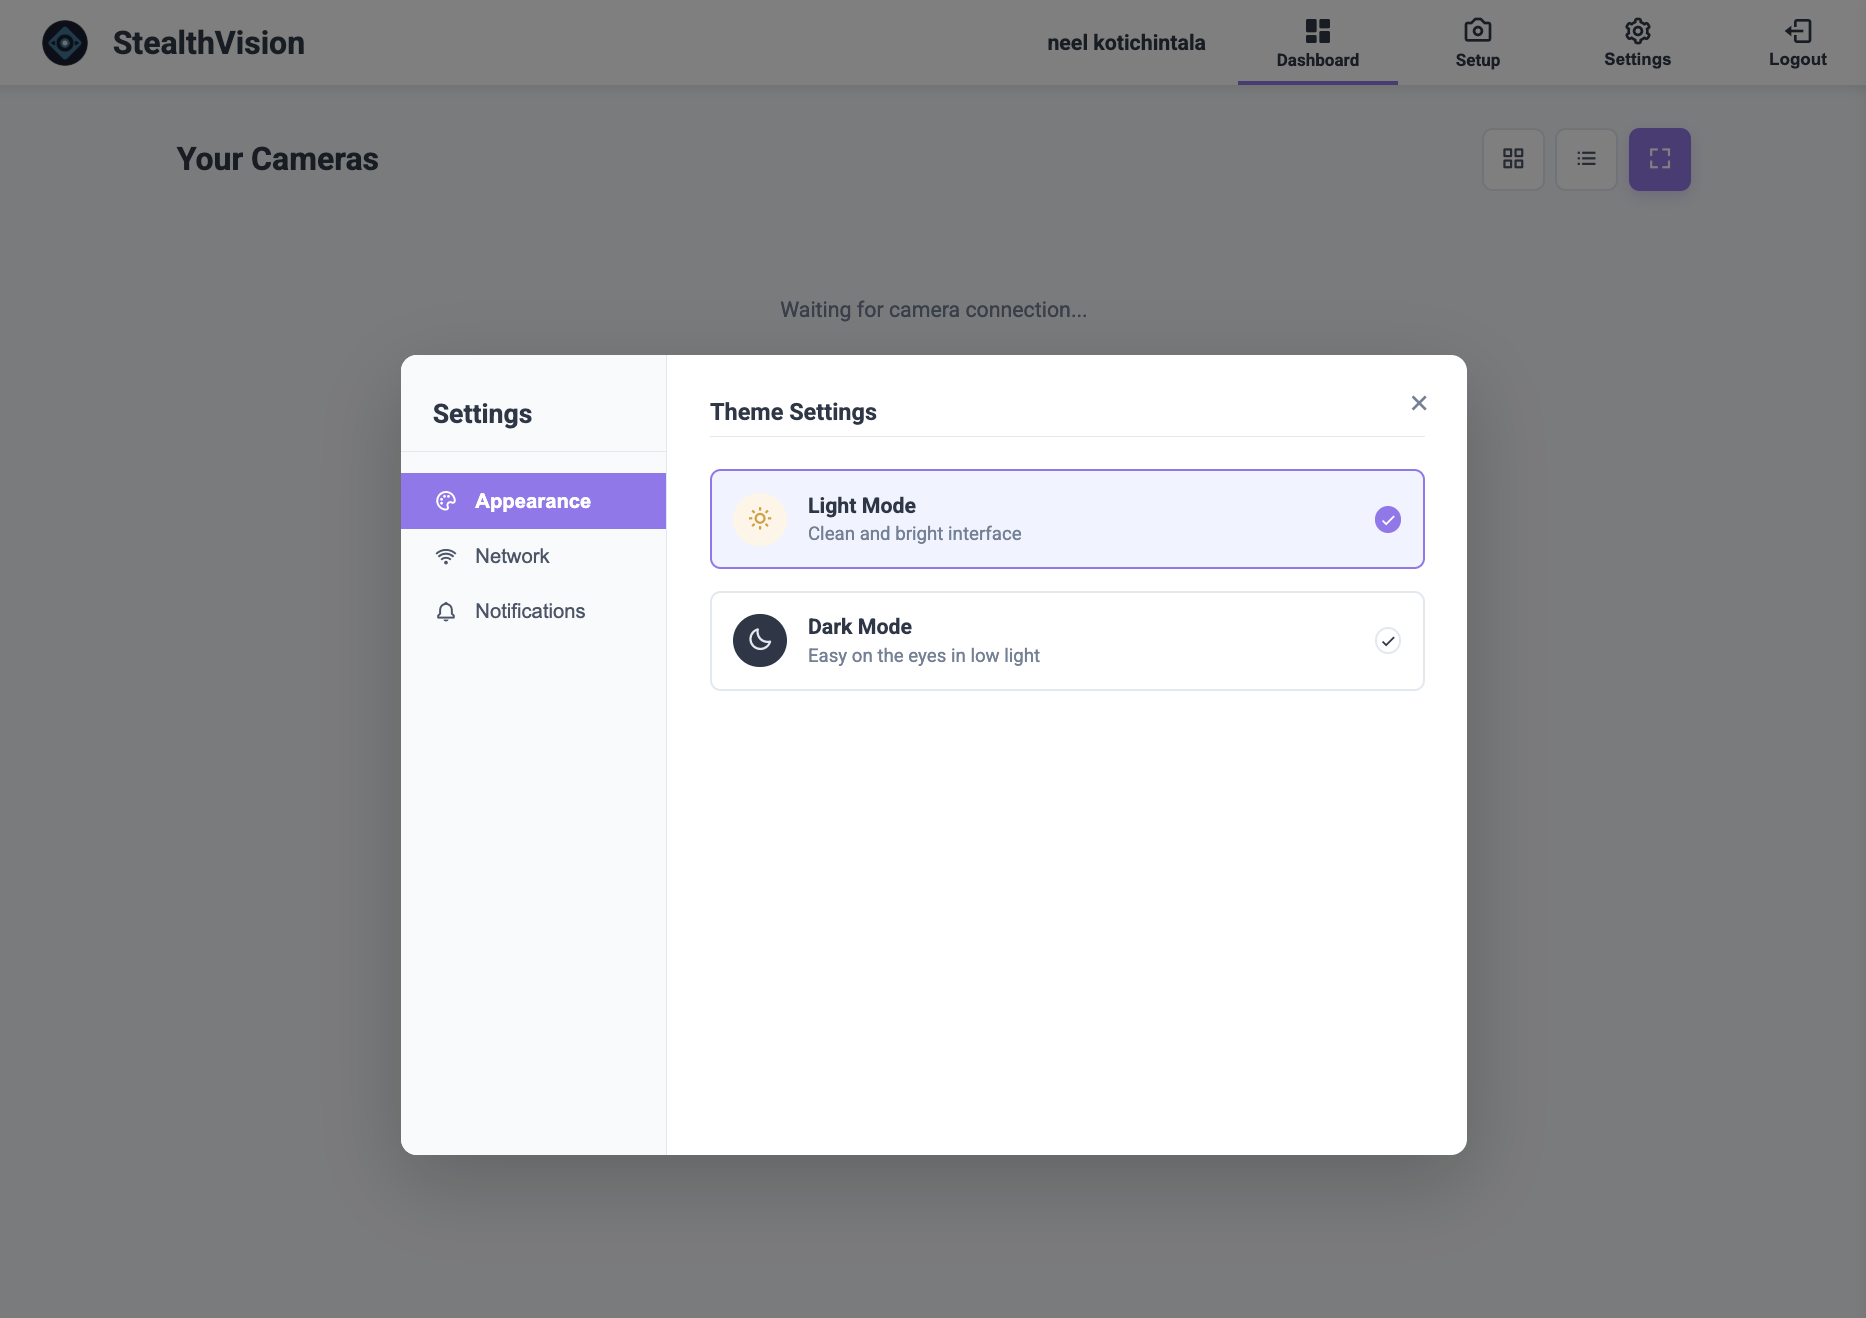 StealthVision
neel kotichintala
Dashboard
Setup
Settings
Logout
Your Cameras
Waiting for camera connection...
Settings
Appearance
Network
Notifications
Theme Settings
Light Mode
Clean and bright interface
Dark Mode
Easy on the eyes in low light